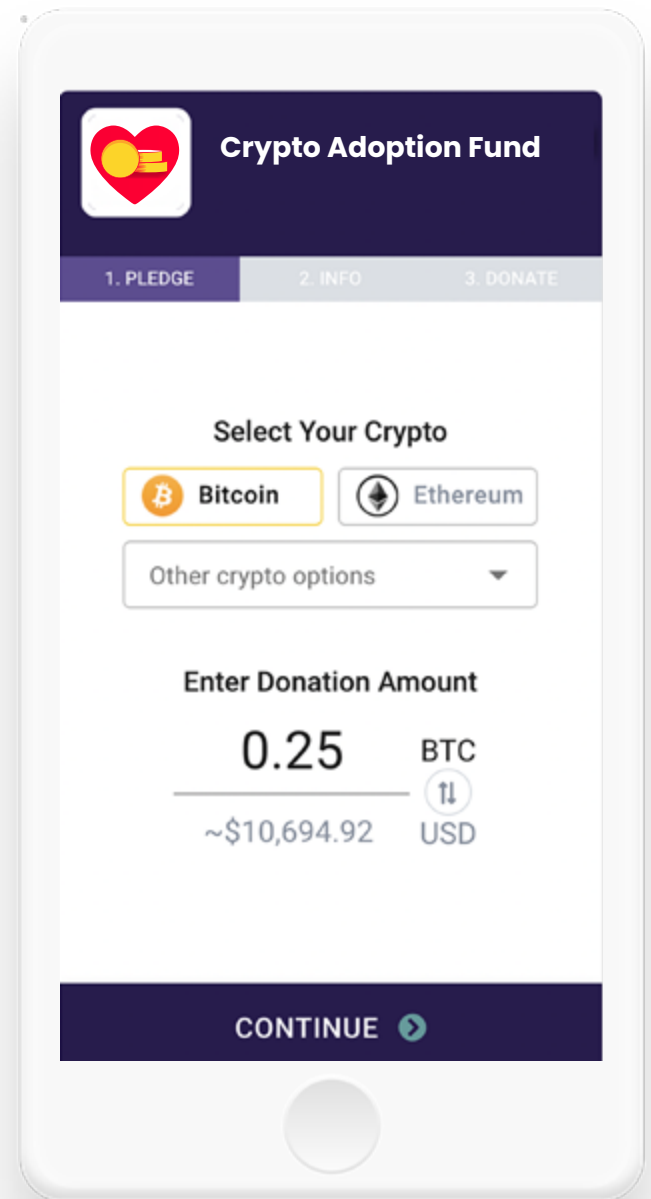 Crypto Adoption Fund
1. PLEDGE 2. INFO 3. DONATE
Select Your Crypto
Bitcoin Ethereum
Other crypto options
Enter Donation Amount
0.25 BTC
~$10,694.92 USD
CONTINUE